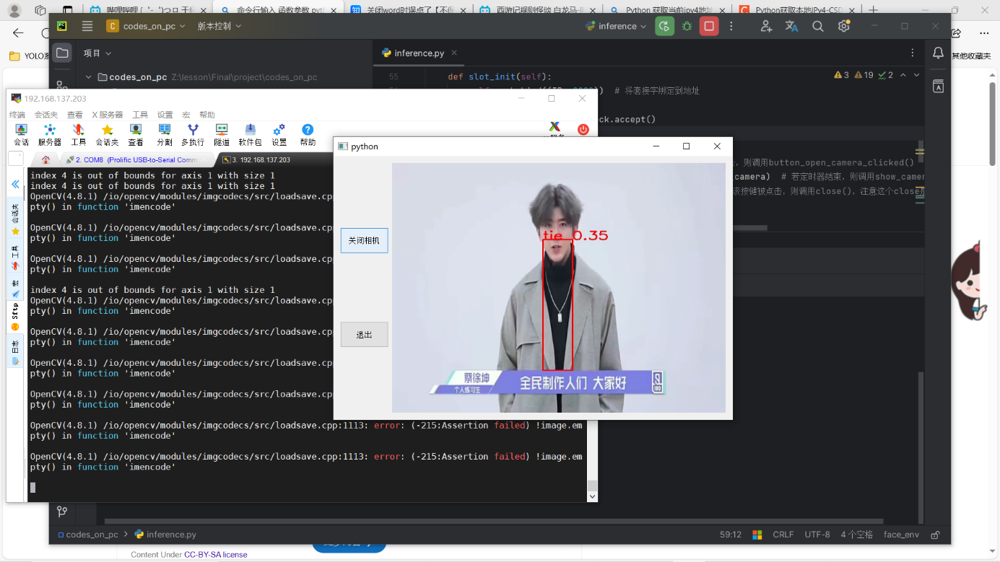 哔哩哔哩 (゜-゜)つロ 干杯
命令行输入 函数参数 pyt
关闭word时误点了【不保
西游记规则怪谈 白龙马-哔
Python 获取当前ipv4地址
Python获取本地IPv4-CSD
YOLO系
其他收藏夹
C codes_on_pc
版本控制
inference
项目
inference.py
codes_on_pc Z:\lesson\Final\project\codes_on_pc
55 def slot_init(self):
# 将套接字绑定到地址
ck.accept()
，则调用button_open_camera_clicked()
camera) # 若定时器结束，则调用show_came
该按键被点击，则调用close()，注意这个close是
192.168.137.203
终端 会话夹 查看 X 服务器 工具 设置 宏 帮助
会话 服务器 工具 会话夹 查看 分割 多执行 隧道 软件包 设置 帮助
2. COM8 (Prolific USB-to-Serial Comm
3. 192.168.137.203
会话夹
工具
宏
Sftp
日志
index 4 is out of bounds for axis 1 with size 1
index 4 is out of bounds for axis 1 with size 1
OpenCV(4.8.1) /io/opencv/modules/imgcodecs/src/loadsave.cp
pty() in function 'imencode'
OpenCV(4.8.1) /io/opencv/modules/imgcodecs/src/loadsave.cp
pty() in function 'imencode'
OpenCV(4.8.1) /io/opencv/modules/imgcodecs/src/loadsave.cp
pty() in function 'imencode'
index 4 is out of bounds for axis 1 with size 1
OpenCV(4.8.1) /io/opencv/modules/imgcodecs/src/loadsave.cp
pty() in function 'imencode'
OpenCV(4.8.1) /io/opencv/modules/imgcodecs/src/loadsave.cp
pty() in function 'imencode'
OpenCV(4.8.1) /io/opencv/modules/imgcodecs/src/loadsave.cp
pty() in function 'imencode'
OpenCV(4.8.1) /io/opencv/modules/imgcodecs/src/loadsave.cp
pty() in function 'imencode'
OpenCV(4.8.1) /io/opencv/modules/imgcodecs/src/loadsave.cpp:1113: error: (-215:Assertion failed) !image.em
pty() in function 'imencode'
OpenCV(4.8.1) /io/opencv/modules/imgcodecs/src/loadsave.cpp:1113: error: (-215:Assertion failed) !image.em
pty() in function 'imencode'
python
关闭相机
退出
tie_0.35
蔡徐坤
个人练习生
全民制作人们 大家好
codes_on_pc > inference.py
59:12 CRLF UTF-8 4 个空格 face_env
Content Under CC-BY-SA license
3 19 2